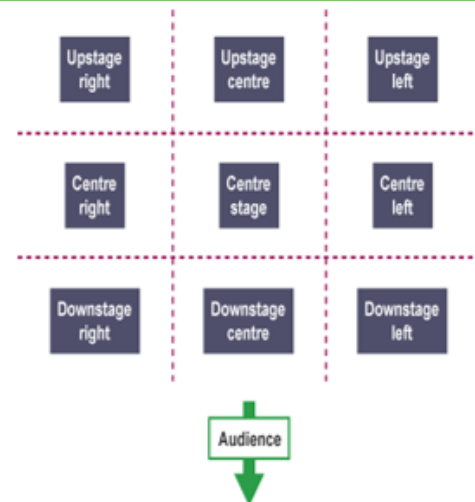 Upstage
right
Upstage
centre
Upstage
left
Centre
right
Centre
stage
Centre
left
Downstage
right
Downstage
centre
Downstage
left
Audience